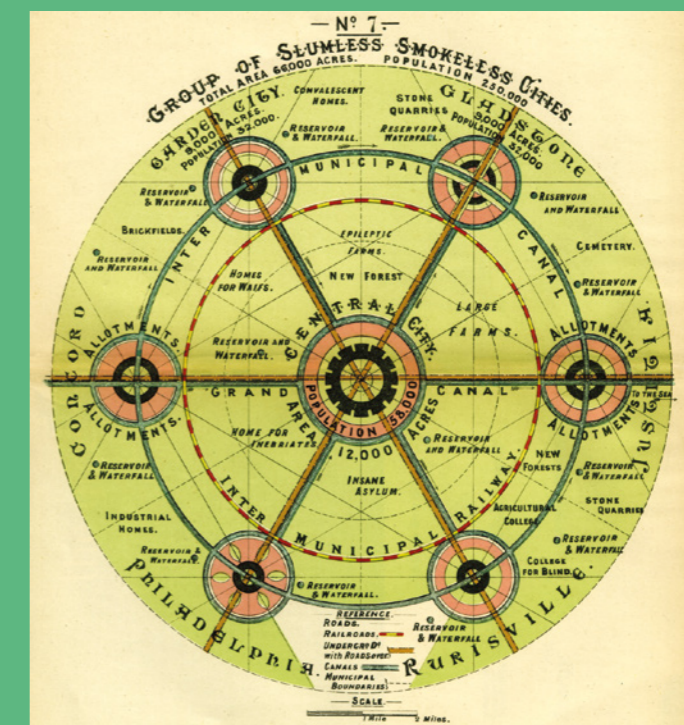 — Nº 7. —
GROUP OF SLUMLESS SMOKELESS CITIES.
TOTAL AREA 66,000 ACRES. POPULATION 250,000
GARDEN CITY.
9,000 ACRES.
POPULATION 32,000.
CONVALESCENT
HOMES.
STONE
QUARRIES
GLADSTONE
9,000 ACRES
POPULATION 32,000
RESERVOIR
& WATERFALL
RESERVOIR
& WATERFALL.
INTER MUNICIPAL CANAL
RESERVOIR
& WATERFALL
RESERVOIR
AND WATERFALL
BRICKFIELDS.
EPILEPTIC
FARMS.
CEMETERY.
RESERVOIR
AND WATERFALL
HOMES
FOR WAIFS.
NEW FOREST
LARGE
FARMS.
RESERVOIR
& WATERFALL
CONCORD
ALLOTMENTS.
RESERVOIR AND
WATERFALL.
CENTRAL CITY.
ALLOTMENTS
JUSTITIA
POPULATION 58,000
GRAND CANAL
TO THE SEA
ALLOTMENTS.
AREA 12,000 ACRES
ALLOTMENTS
HOME FOR
INEBRIATES.
RESERVOIR
AND WATERFALL
RESERVOIR
& WATERFALL
INSANE
ASYLUM.
NEW
FORESTS
RESERVOIR
& WATERFALL
INTER MUNICIPAL RAILWAY.
STONE
QUARRIES
INDUSTRIAL
HOMES.
AGRICULTURAL
COLLEGE
RESERVOIR &
WATERFALL.
RESERVOIR
& WATERFALL
COLLEGE
FOR BLIND.
RESERVOIR
& WATERFALL.
PHILADELPHIA.
RURISVILLE.
REFERENCE
ROADS.
RAILROADS.
UNDERGRD Dº
with ROADS over
CANALS
MUNICIPAL
BOUNDARIES
RESERVOIR
& WATERFALL
— SCALE. —
1 Mile 2 Miles.